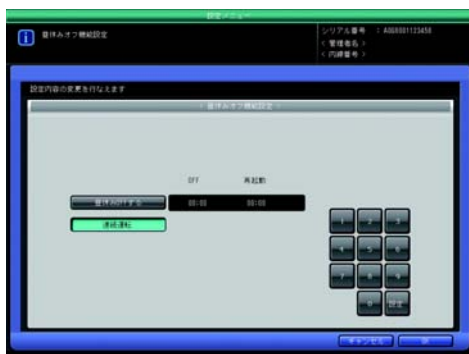 設定メニュー
昼休みオフ機能設定
シリアル番号 : A0G9001123456
< 管理者名 >
< 内線番号 >
設定内容の変更を行なえます
< 昼休みオフ機能設定 >
OFF 再起動
昼休みOFFする 00:00 00:00
連続運転
1 2 3
4 5 6
7 8 9
0 設定
キャンセル OK